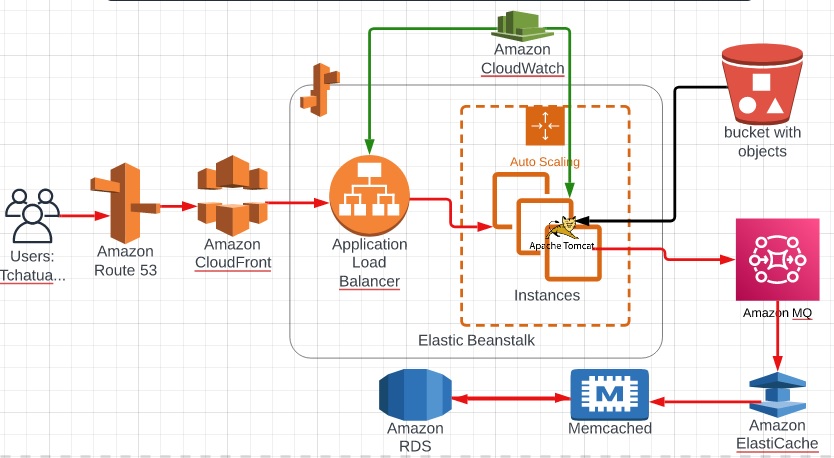 Amazon
CloudWatch
bucket with
objects
Auto Scaling
Apache Tomcat
Instances
Elastic Beanstalk
Users:
Tchatua...
Amazon
Route 53
Amazon
CloudFront
Application
Load
Balancer
Amazon MQ
Amazon
RDS
M
Memcached
Amazon
ElastiCache